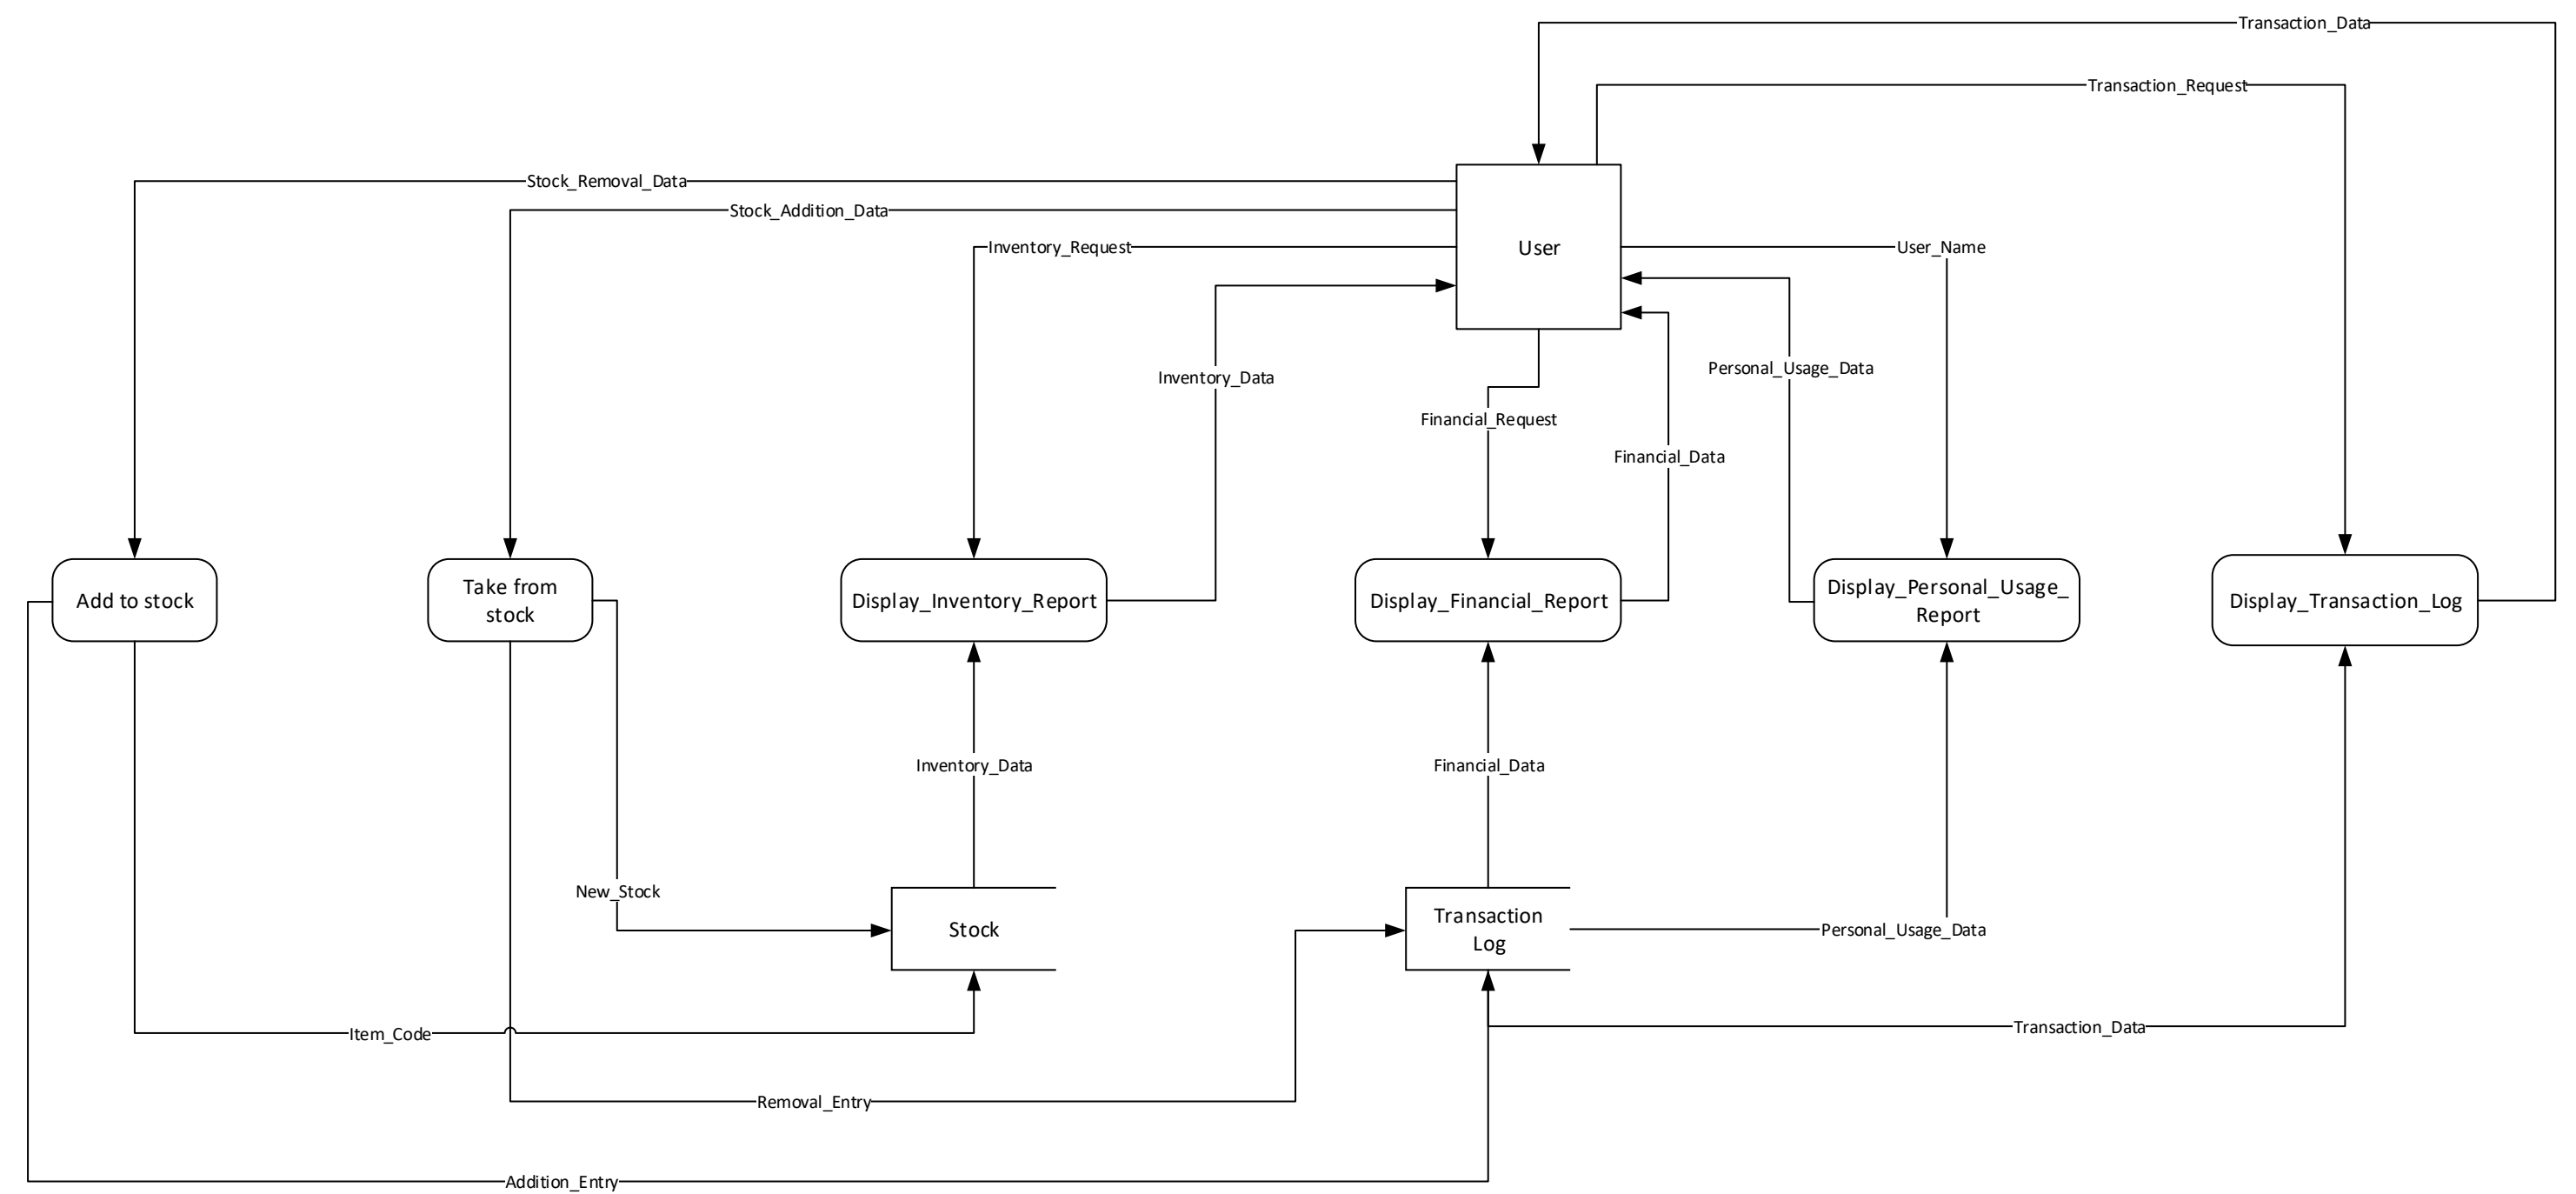 Transaction_Data
Transaction_Request
Stock_Removal_Data
Stock_Addition_Data
Inventory_Request
User
User_Name
Inventory_Data
Personal_Usage_Data
Financial_Request
Financial_Data
Add to stock
Take from
stock
Display_Inventory_Report
Display_Financial_Report
Display_Personal_Usage_
Report
Display_Transaction_Log
Inventory_Data
Financial_Data
New_Stock
Stock
Transaction
Log
Personal_Usage_Data
Item_Code
Transaction_Data
Removal_Entry
Addition_Entry